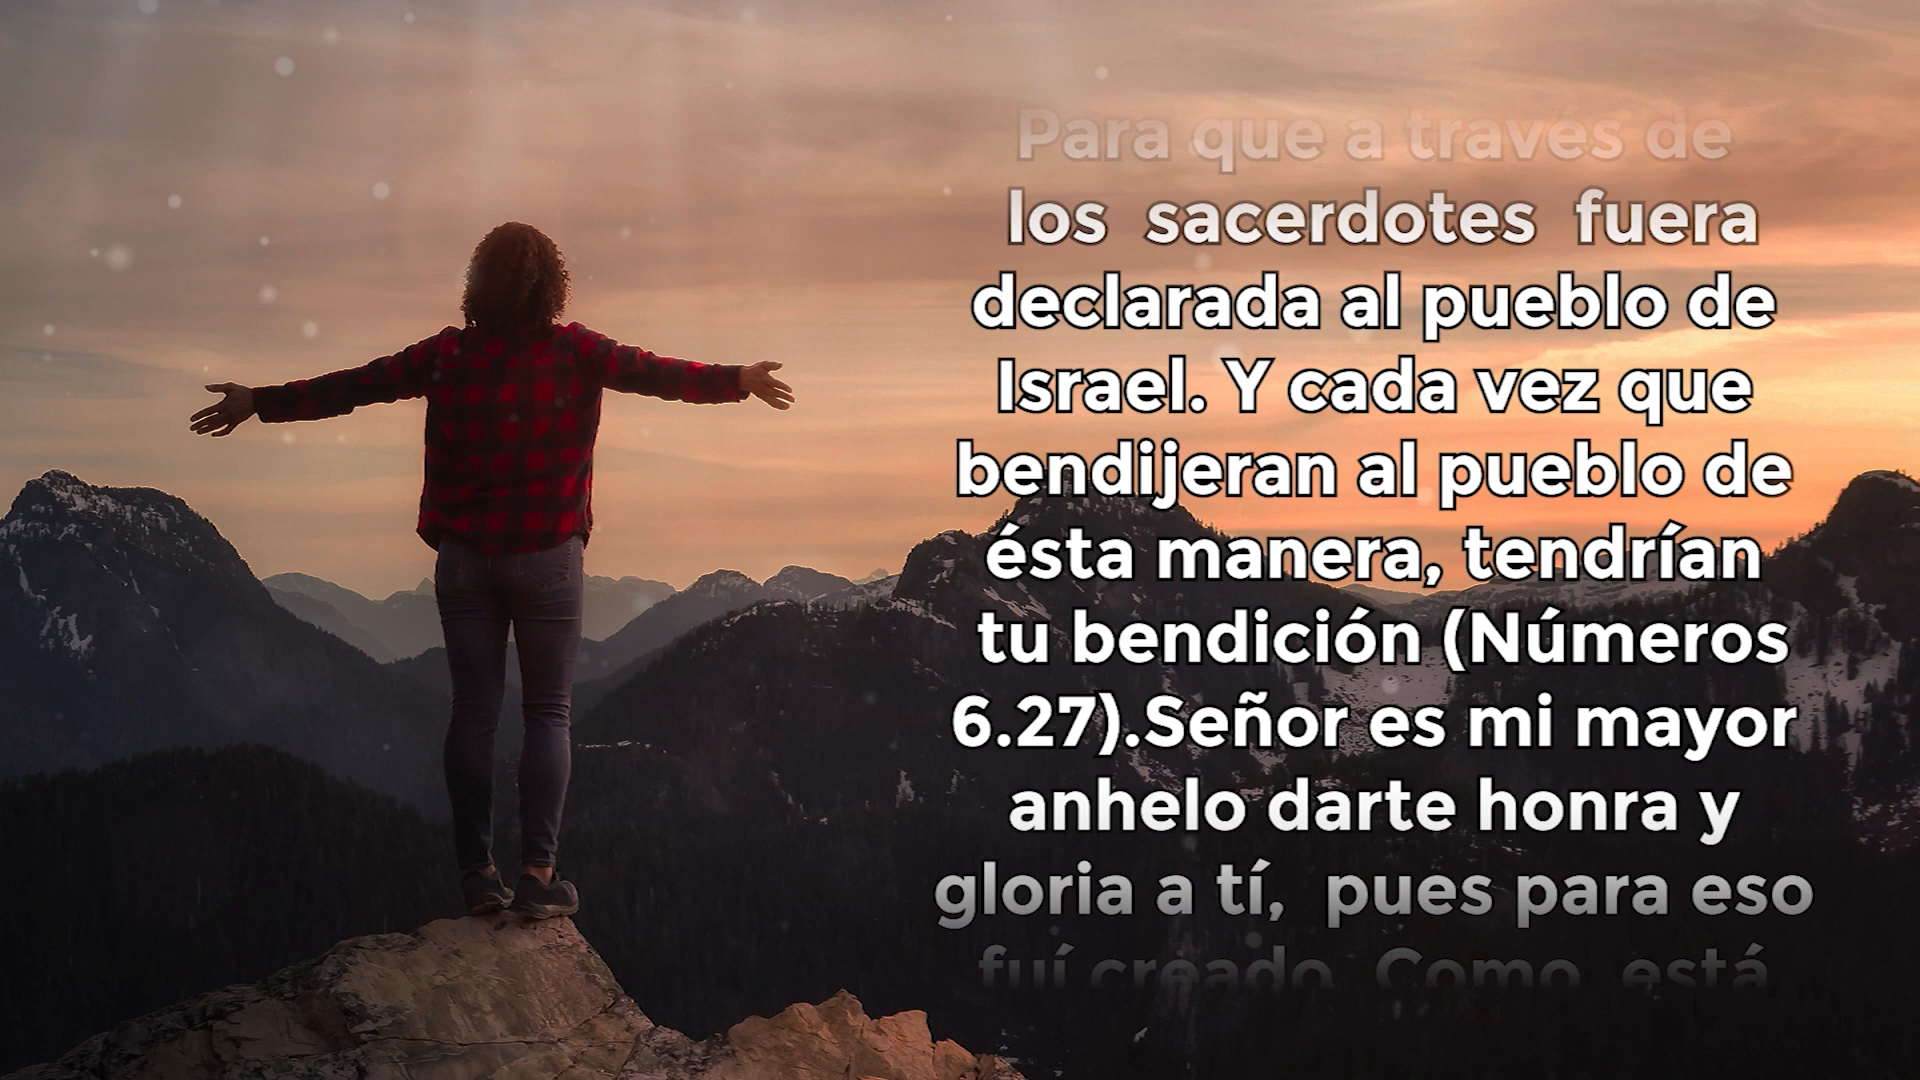 Para que a través de
los sacerdotes fuera
declarada al pueblo de
Israel. Y cada vez que
bendijeran al pueblo de
ésta manera, tendrían
tu bendición (Números
6.27).Señor es mi mayor
anhelo darte honra y
gloria a tí, pues para eso
fuí creado. Como está